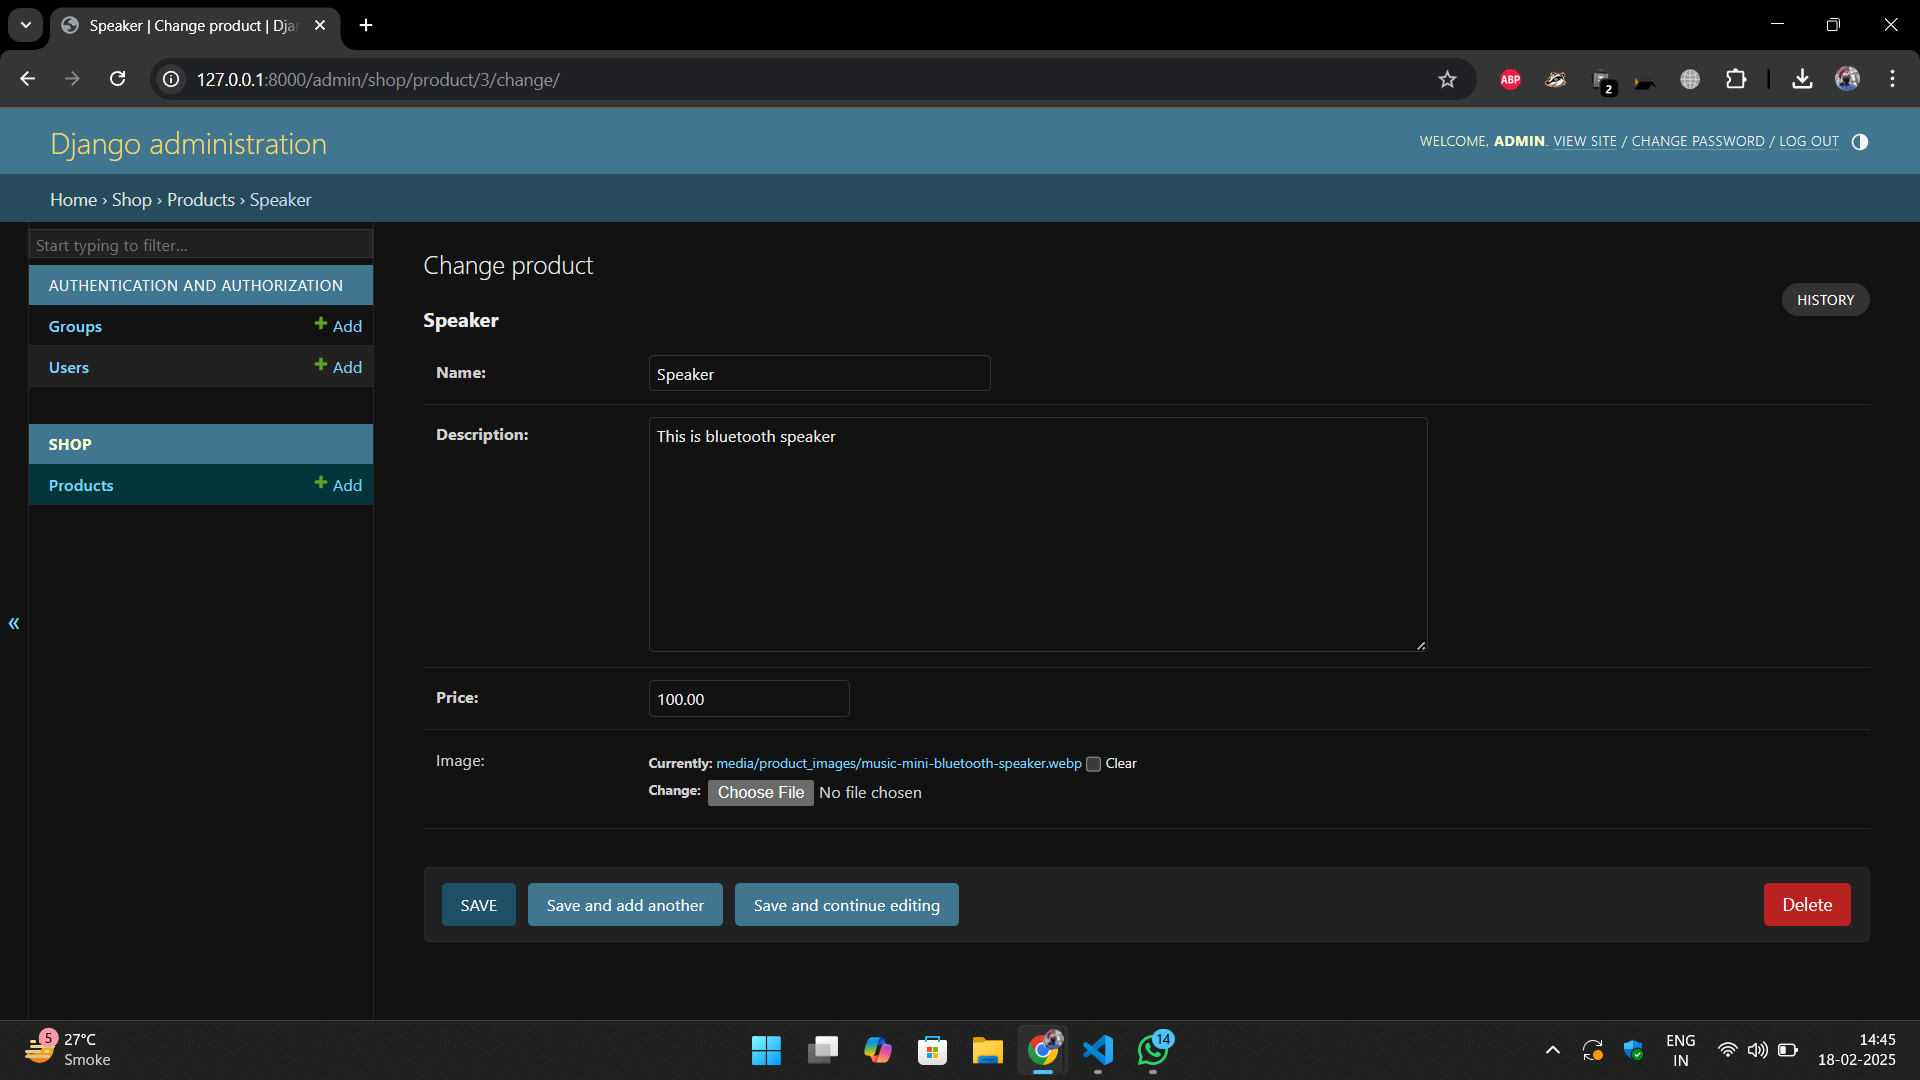 Speaker | Change product | Dja
127.0.0.1:8000/admin/shop/product/3/change/
ABP
2
Django administration
WELCOME, ADMIN. VIEW SITE / CHANGE PASSWORD / LOG OUT
Home › Shop › Products › Speaker
Start typing to filter...
AUTHENTICATION AND AUTHORIZATION
Groups + Add
Users + Add
SHOP
Products + Add
«
Change product
HISTORY
Speaker
Name: Speaker
Description: This is bluetooth speaker
Price: 100.00
Image: Currently: media/product_images/music-mini-bluetooth-speaker.webp Clear
Change: Choose File No file chosen
SAVE Save and add another Save and continue editing Delete
5
27°C
Smoke
14
ENG
IN
14:45
18-02-2025